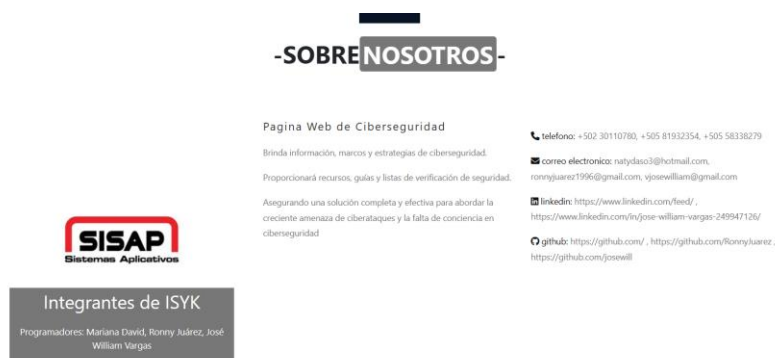 -SOBRE NOSOTROS-
SISAP
Sistemas Aplicativos
Integrantes de ISYK
Programadores: Mariana David, Ronny Juárez, José
William Vargas
Pagina Web de Ciberseguridad
Brinda información, marcos y estrategias de ciberseguridad.
Proporcionará recursos, guías y listas de verificación de seguridad.
Asegurando una solución completa y efectiva para abordar la
creciente amenaza de ciberataques y la falta de conciencia en
ciberseguridad
telefono: +502 30110780, +505 81932354, +505 58338279
correo electronico: natydaso3@hotmail.com,
ronnyjuarez1996@gmail.com, vjosewilliam@gmail.com
linkedin: https://www.linkedin.com/feed/ ,
https://www.linkedin.com/in/jose-william-vargas-249947126/
github: https://github.com/ , https://github.com/RonnyJuarez ,
https://github.com/josewill